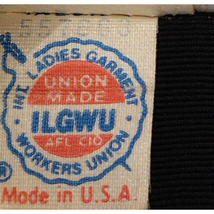 INT. LADIES GARMENT
UNION
MADE
ILGWU
AFL CIO
WORKERS UNION
®
Made in U.S.A.